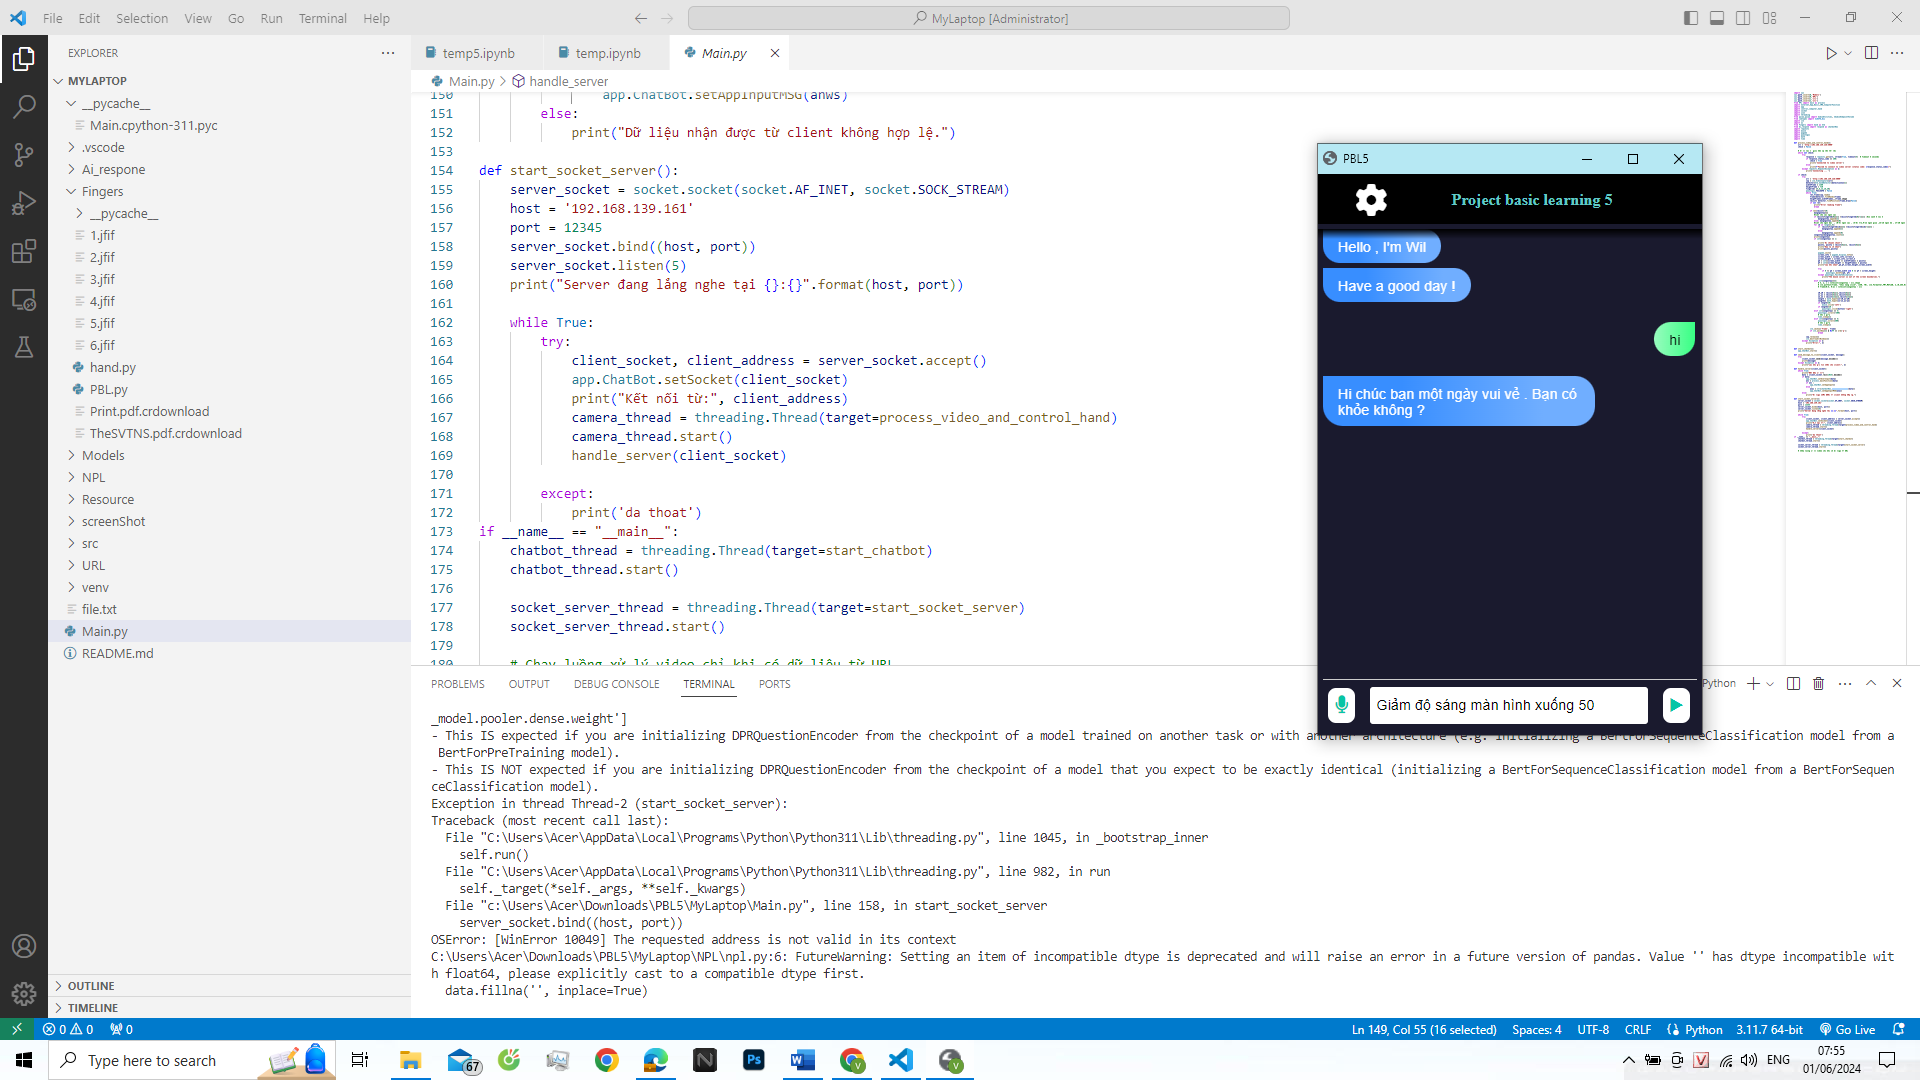 File Edit Selection View Go Run Terminal Help
MyLaptop [Administrator]
EXPLORER
MYLAPTOP
__pycache__
Main.cpython-311.pyc
.vscode
Ai_respone
Fingers
__pycache__
1.jfif
2.jfif
3.jfif
4.jfif
5.jfif
6.jfif
hand.py
PBL.py
Print.pdf.crdownload
TheSVTNS.pdf.crdownload
Models
NPL
Resource
screenShot
src
URL
venv
file.txt
Main.py
README.md
OUTLINE
TIMELINE
temp5.ipynb temp.ipynb Main.py
Main.py > handle_server
150 app.ChatBot.setAppInputMSG(anws)
151 else:
152 print("Dữ liệu nhận được từ client không hợp lệ.")
153
154 def start_socket_server():
155 server_socket = socket.socket(socket.AF_INET, socket.SOCK_STREAM)
156 host = '192.168.139.161'
157 port = 12345
158 server_socket.bind((host, port))
159 server_socket.listen(5)
160 print("Server đang lắng nghe tại {}:{}".format(host, port))
161
162 while True:
163 try:
164 client_socket, client_address = server_socket.accept()
165 app.ChatBot.setSocket(client_socket)
166 print("Kết nối từ:", client_address)
167 camera_thread = threading.Thread(target=process_video_and_control_hand)
168 camera_thread.start()
169 handle_server(client_socket)
170
171 except:
172 print('da thoat')
173 if __name__ == "__main__":
174 chatbot_thread = threading.Thread(target=start_chatbot)
175 chatbot_thread.start()
176
177 socket_server_thread = threading.Thread(target=start_socket_server)
178 socket_server_thread.start()
179
180 # Chạy luồng xử lý video chỉ khi có dữ liệu từ URL
PBL5
Project basic learning 5
Hello , I'm Wil
Have a good day !
hi
Hi chúc bạn một ngày vui vẻ . Bạn có
khỏe không ?
Giảm độ sáng màn hình xuống 50
PROBLEMS OUTPUT DEBUG CONSOLE TERMINAL PORTS
Python
_model.pooler.dense.weight']
- This IS expected if you are initializing DPRQuestionEncoder from the checkpoint of a model trained on another task or with another architecture (e.g. initializing a BertForSequenceClassification model from a
BertForPreTraining model).
- This IS NOT expected if you are initializing DPRQuestionEncoder from the checkpoint of a model that you expect to be exactly identical (initializing a BertForSequenceClassification model from a BertForSequen
ceClassification model).
Exception in thread Thread-2 (start_socket_server):
Traceback (most recent call last):
File "C:\Users\Acer\AppData\Local\Programs\Python\Python311\Lib\threading.py", line 1045, in _bootstrap_inner
self.run()
File "C:\Users\Acer\AppData\Local\Programs\Python\Python311\Lib\threading.py", line 982, in run
self._target(*self._args, **self._kwargs)
File "c:\Users\Acer\Downloads\PBL5\MyLaptop\Main.py", line 158, in start_socket_server
server_socket.bind((host, port))
OSError: [WinError 10049] The requested address is not valid in its context
C:\Users\Acer\Downloads\PBL5\MyLaptop\NPL\npl.py:6: FutureWarning: Setting an item of incompatible dtype is deprecated and will raise an error in a future version of pandas. Value '' has dtype incompatible wit
h float64, please explicitly cast to a compatible dtype first.
data.fillna('', inplace=True)
0 0 0 Ln 149, Col 55 (16 selected) Spaces: 4 UTF-8 CRLF Python 3.11.7 64-bit Go Live
Type here to search
67
ENG
07:55
01/06/2024